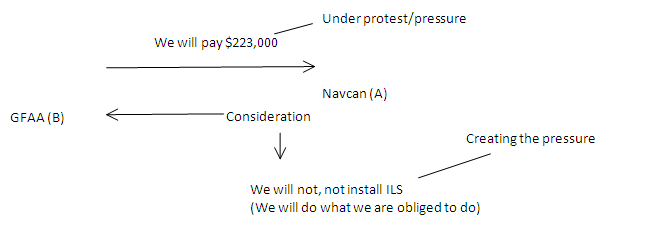 Under protest/pressure
We will pay $223,000
Navcan (A)
GFAA (B)
Consideration
Creating the pressure
We will not, not install ILS
(We will do what we are obliged to do)